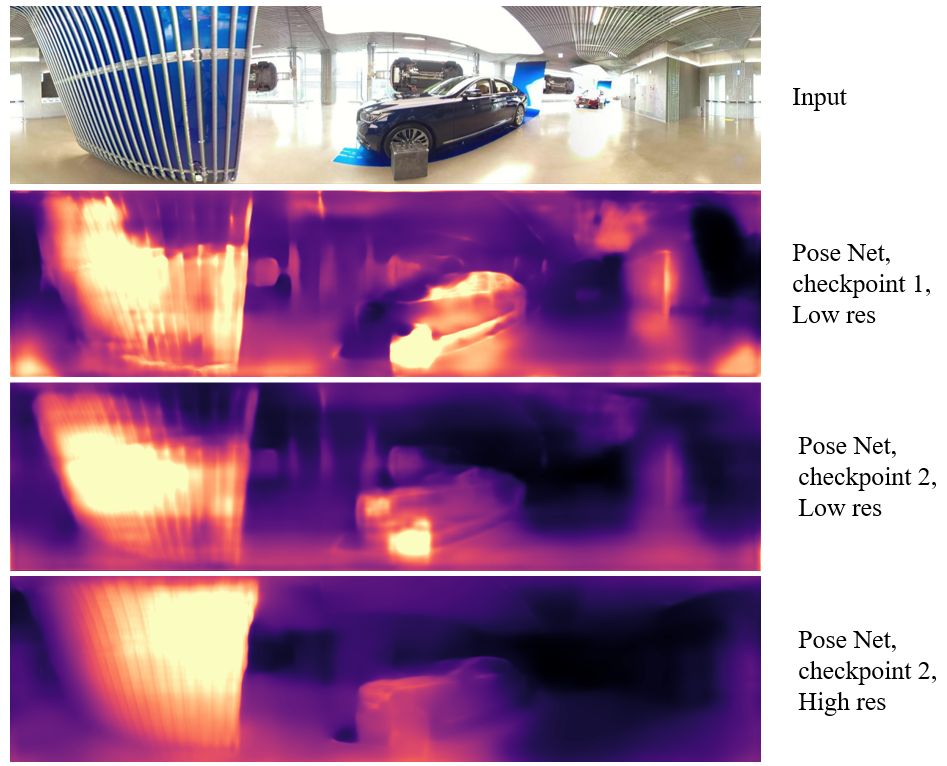 Input
Pose Net,
checkpoint 1,
Low res
Pose Net,
checkpoint 2,
Low res
Pose Net,
checkpoint 2,
High res